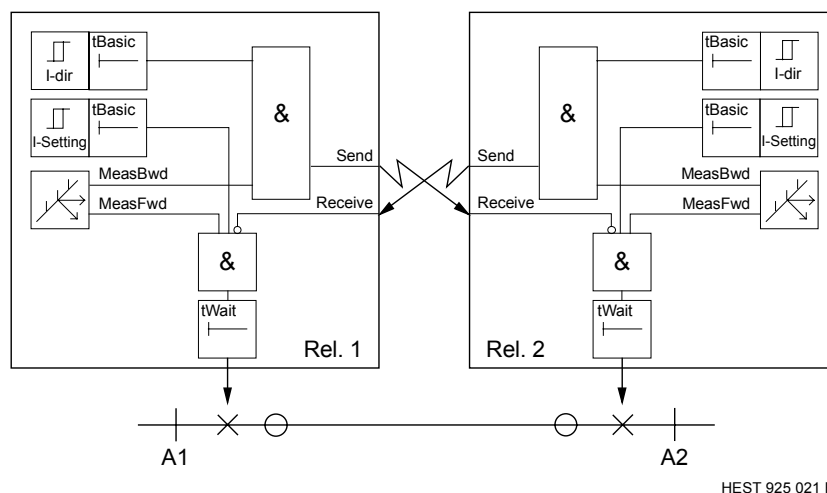 tBasic
I-dir
tBasic
I-Setting
MeasBwd
MeasFwd
&
Send
Receive
&
tWait
Rel. 1
tBasic
I-dir
tBasic
I-Setting
&
Send
MeasBwd
Receive
MeasFwd
&
tWait
Rel. 2
A1
A2
HEST 925 021